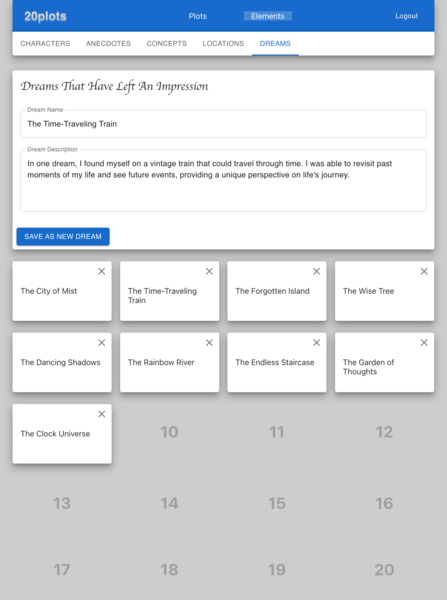 20plots
Plots
Elements
Logout
CHARACTERS
ANECDOTES
CONCEPTS
LOCATIONS
DREAMS
Dreams That Have Left An Impression
Dream Name
The Time-Traveling Train
Dream Description
In one dream, I found myself on a vintage train that could travel through time. I was able to revisit past
moments of my life and see future events, providing a unique perspective on life's journey.
SAVE AS NEW DREAM
The City of Mist
The Time-Traveling
Train
The Forgotten Island
The Wise Tree
The Dancing Shadows
The Rainbow River
The Endless Staircase
The Garden of
Thoughts
The Clock Universe
10
11
12
13
14
15
16
17
18
19
20